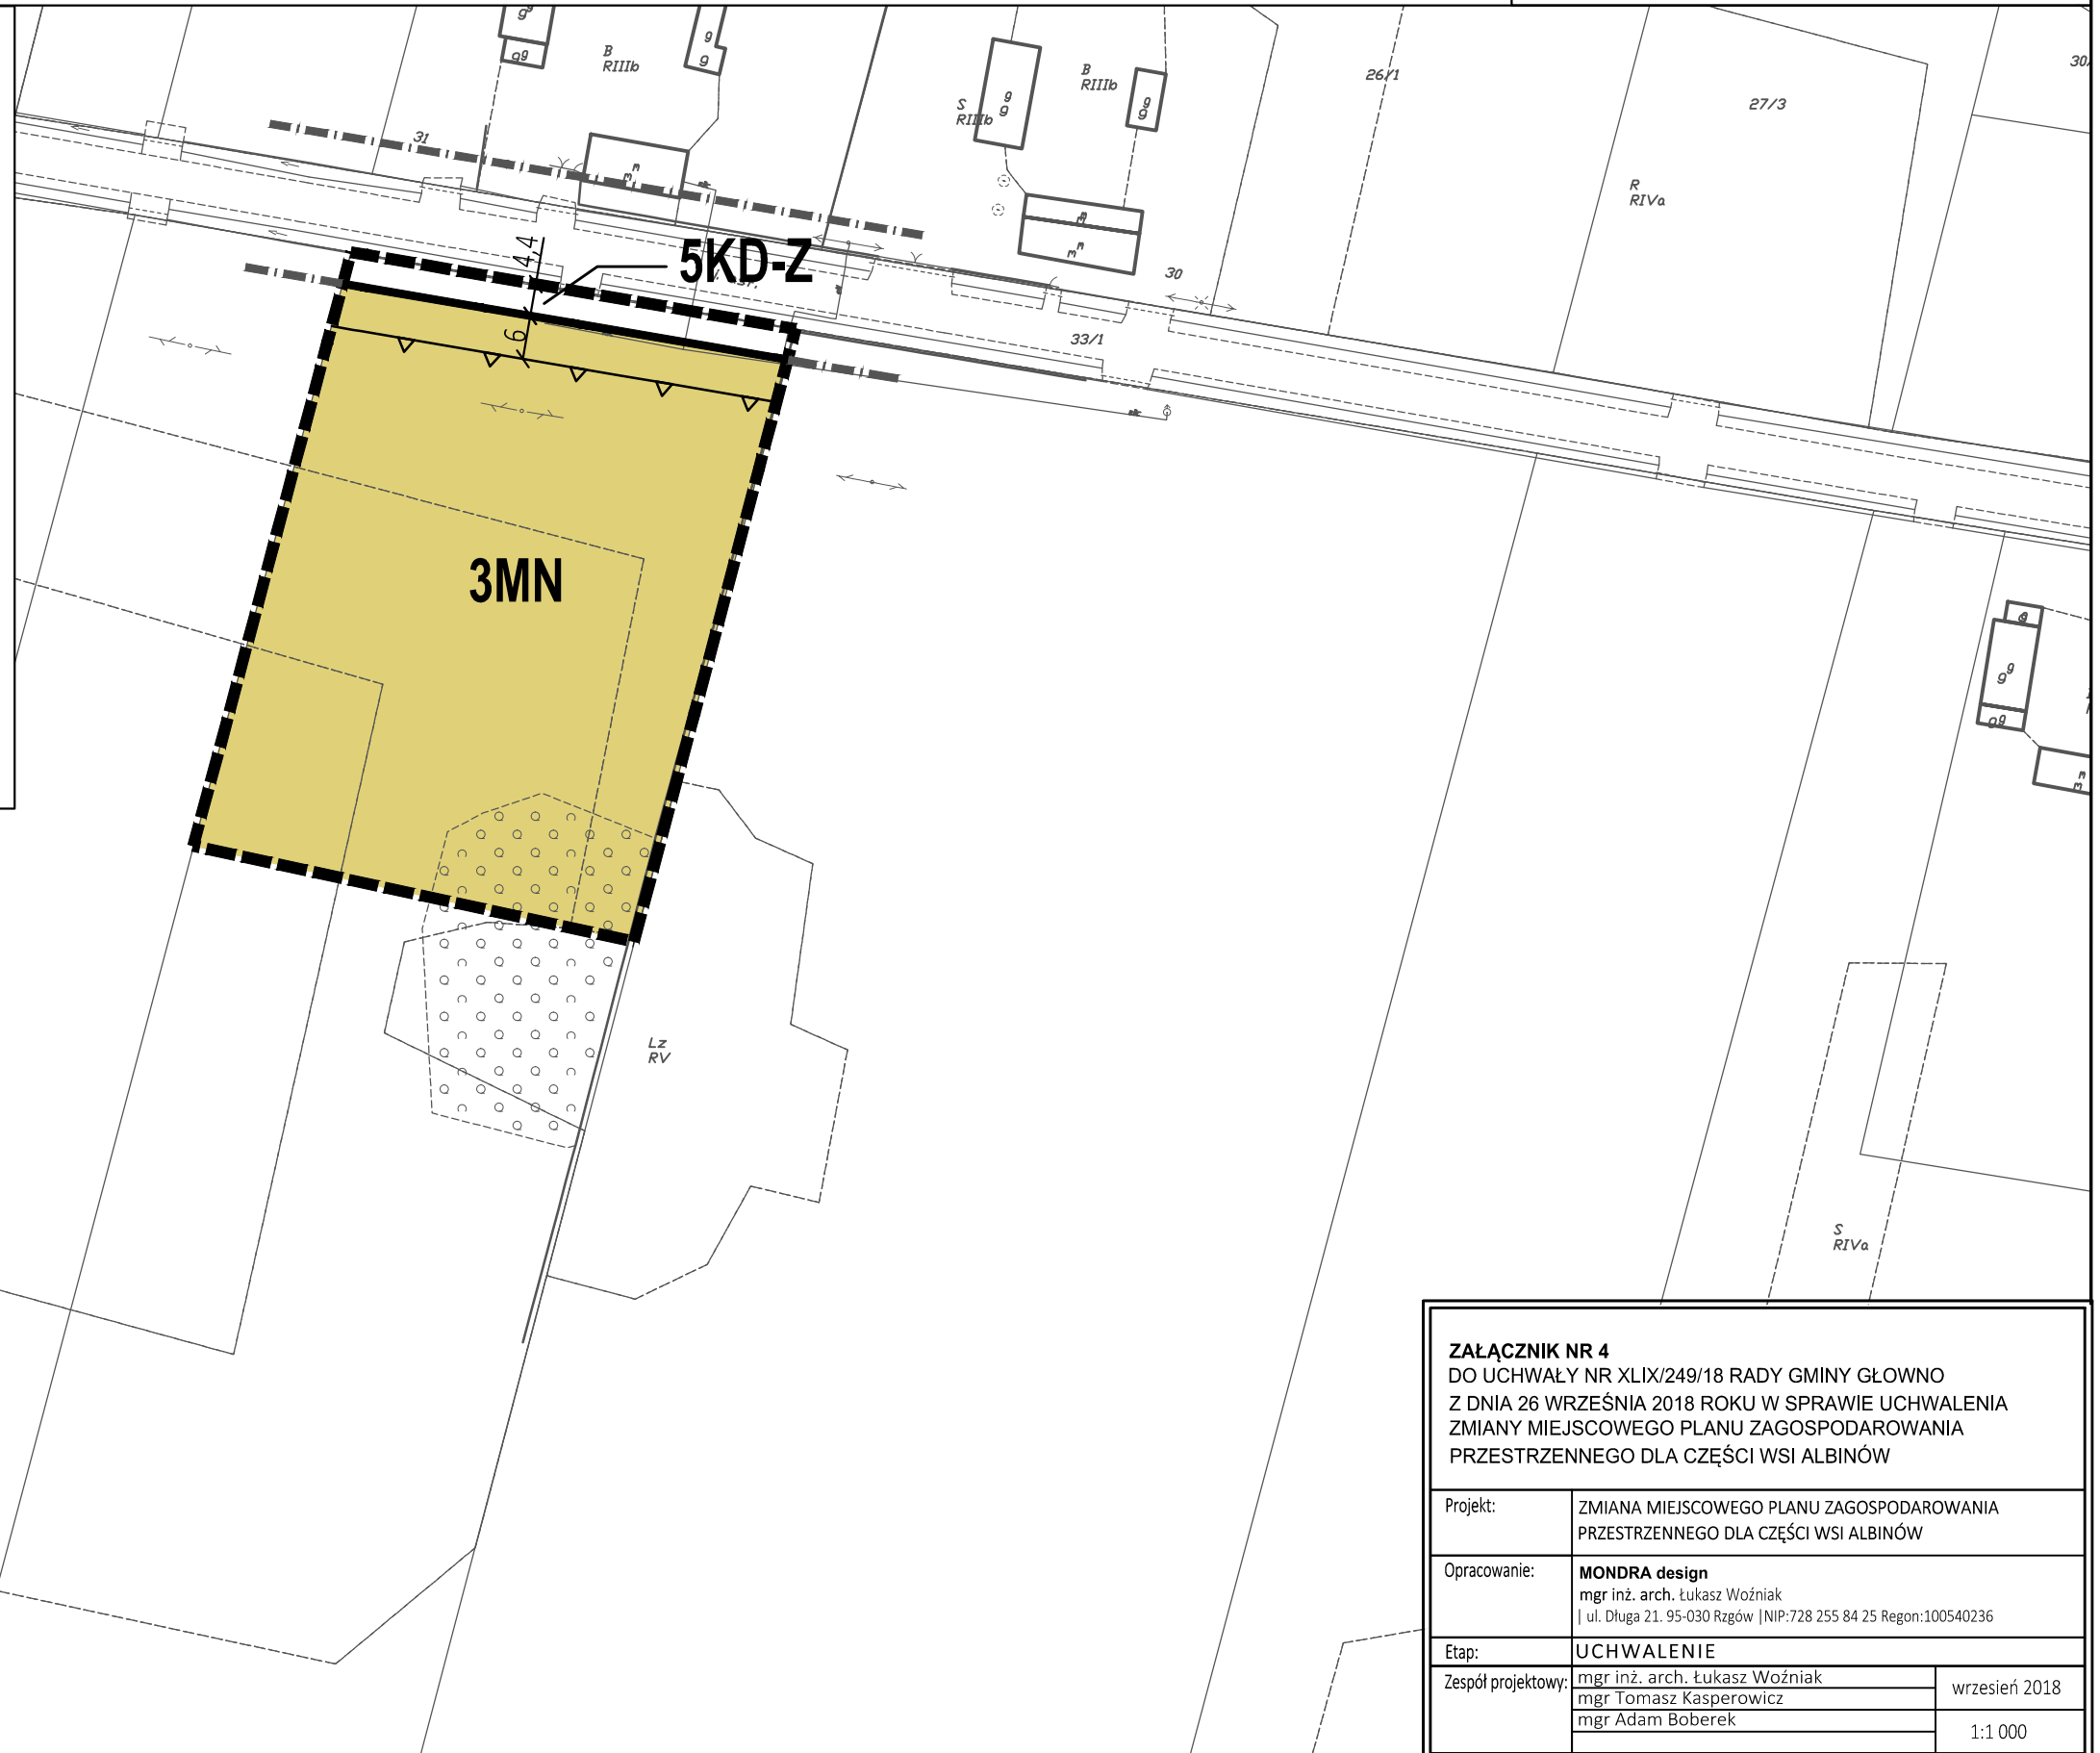 g
g
g
g
g
g
B
RIIIb
B
RIIIb
S
RIIIb
g
g
g
g
26/1
27/3
30
31
m
m
R
RIVa
m
m
m
m
4,4
5KD-Z
30
6
33/1
3MN
g
g
g
g
g
m
m
Lz
RV
S
RIVa
ZAŁĄCZNIK NR 4
DO UCHWAŁY NR XLIX/249/18 RADY GMINY GŁOWNO
Z DNIA 26 WRZEŚNIA 2018 ROKU W SPRAWIE UCHWALENIA
ZMIANY MIEJSCOWEGO PLANU ZAGOSPODAROWANIA
PRZESTRZENNEGO DLA CZĘŚCI WSI ALBINÓW
Projekt: ZMIANA MIEJSCOWEGO PLANU ZAGOSPODAROWANIA
PRZESTRZENNEGO DLA CZĘŚCI WSI ALBINÓW
Opracowanie: MONDRA design
mgr inż. arch. Łukasz Woźniak
| ul. Długa 21. 95-030 Rzgów |NIP:728 255 84 25 Regon:100540236
Etap: UCHWALENIE
Zespół projektowy: mgr inż. arch. Łukasz Woźniak
mgr Tomasz Kasperowicz
mgr Adam Boberek
wrzesień 2018
1:1 000